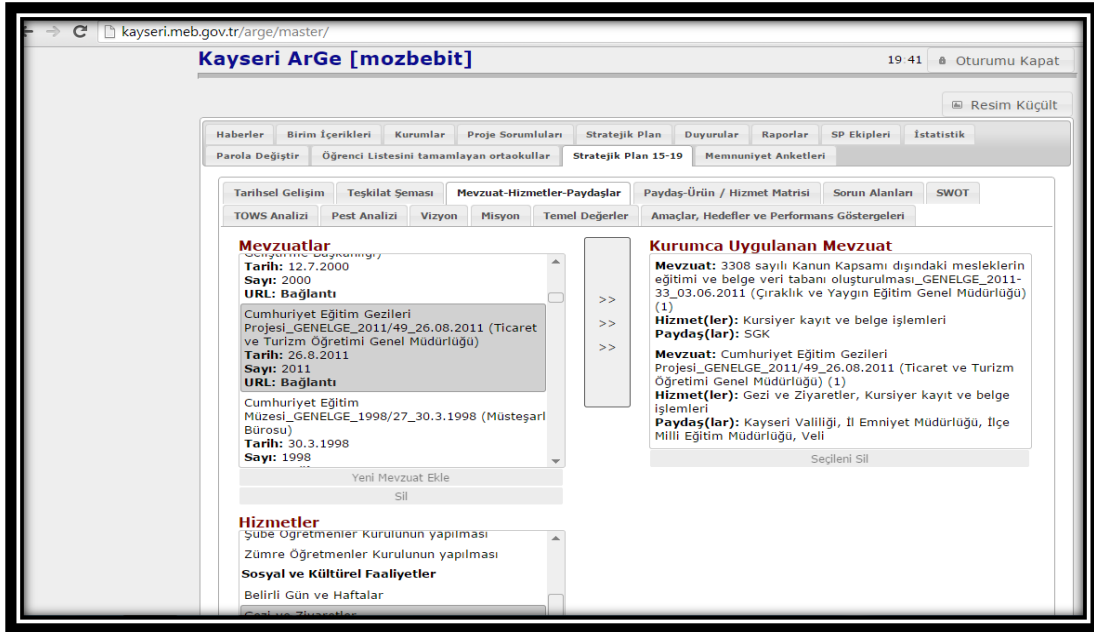 kayseri.meb.gov.tr/arge/master/
Kayseri ArGe [mozbebit]
19:41
Oturumu Kapat
Resim Küçült
Haberler Birim İçerikleri Kurumlar Proje Sorumluları Stratejik Plan Duyurular Raporlar SP Ekipleri İstatistik
Parola Değiştir Öğrenci Listesini tamamlayan ortaokullar Stratejik Plan 15-19 Memnuniyet Anketleri
Tarihsel Gelişim Teşkilat Şeması Mevzuat-Hizmetler-Paydaşlar Paydaş-Ürün / Hizmet Matrisi Sorun Alanları SWOT
TOWS Analizi Pest Analizi Vizyon Misyon Temel Değerler Amaçlar, Hedefler ve Performans Göstergeleri
Mevzuatlar
Geliştirme Başkanlığı)
Tarih: 12.7.2000
Sayı: 2000
URL: Bağlantı
Cumhuriyet Eğitim Gezileri
Projesi_GENELGE_2011/49_26.08.2011 (Ticaret
ve Turizm Öğretimi Genel Müdürlüğü)
Tarih: 26.8.2011
Sayı: 2011
URL: Bağlantı
Cumhuriyet Eğitim
Müzesi_GENELGE_1998/27_30.3.1998 (Müsteşarl
Bürosu)
Tarih: 30.3.1998
Sayı: 1998
Yeni Mevzuat Ekle
Sil
>>
>>
>>
Kurumca Uygulanan Mevzuat
Mevzuat: 3308 sayılı Kanun Kapsamı dışındaki mesleklerin
eğitimi ve belge veri tabanı oluşturulması_GENELGE_2011-
33_03.06.2011 (Çıraklık ve Yaygın Eğitim Genel Müdürlüğü)
(1)
Hizmet(ler): Kursiyer kayıt ve belge işlemleri
Paydaş(lar): SGK
Mevzuat: Cumhuriyet Eğitim Gezileri
Projesi_GENELGE_2011/49_26.08.2011 (Ticaret ve Turizm
Öğretimi Genel Müdürlüğü) (1)
Hizmet(ler): Gezi ve Ziyaretler, Kursiyer kayıt ve belge
işlemleri
Paydaş(lar): Kayseri Valiliği, İl Emniyet Müdürlüğü, İlçe
Milli Eğitim Müdürlüğü, Veli
Seçileni Sil
Hizmetler
Şube Öğretmenler Kurulunun yapılması
Zümre Öğretmenler Kurulunun yapılması
Sosyal ve Kültürel Faaliyetler
Belirli Gün ve Haftalar
Gezi ve Ziyaretler